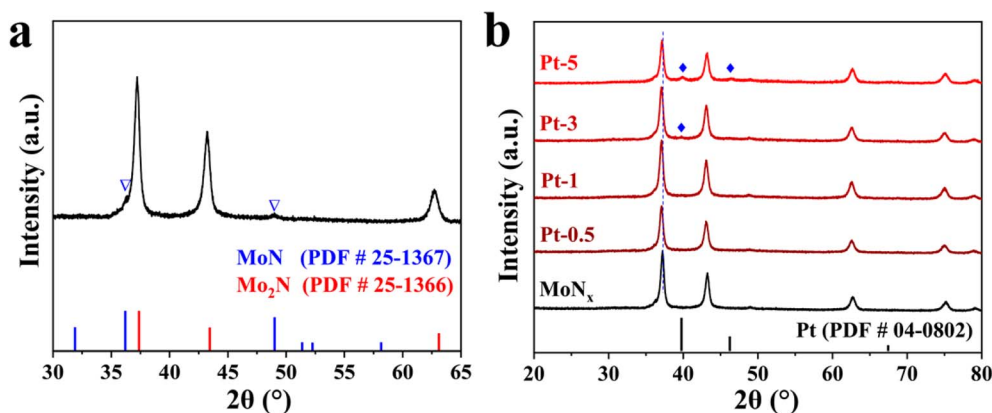 a
Intensity (a.u.)
▽
▽
MoN (PDF # 25-1367)
Mo₂N (PDF # 25-1366)
30 35 40 45 50 55 60 65
2θ (°)
b
Intensity (a.u.)
Pt-5
Pt-3
Pt-1
Pt-0.5
MoNₓ
Pt (PDF # 04-0802)
20 30 40 50 60 70 80
2θ (°)